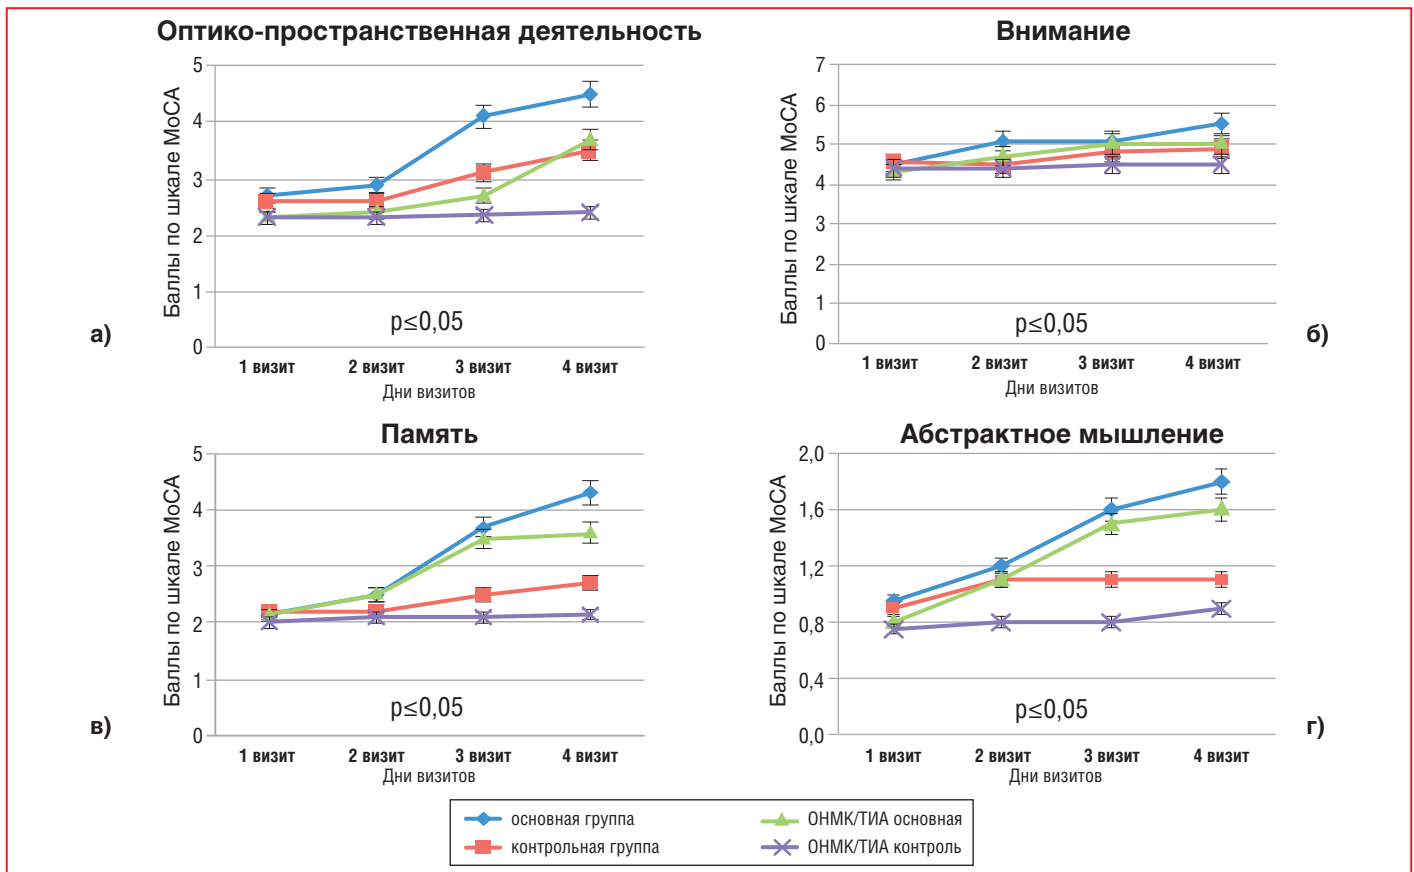 Оптико-пространственная деятельность
Баллы по шкале МоСА
5
4
3
2
1
0
p≤0,05
1 визит 2 визит 3 визит 4 визит
Дни визитов
а)
Внимание
Баллы по шкале МоСА
7
6
5
4
3
2
1
0
p≤0,05
1 визит 2 визит 3 визит 4 визит
Дни визитов
б)
Память
Баллы по шкале МоСА
5
4
3
2
1
0
p≤0,05
1 визит 2 визит 3 визит 4 визит
Дни визитов
в)
Абстрактное мышление
Баллы по шкале МоСА
2,0
1,6
1,2
0,8
0,4
0,0
p≤0,05
1 визит 2 визит 3 визит 4 визит
Дни визитов
г)
основная группа
контрольная группа
ОНМК/ТИА основная
ОНМК/ТИА контроль